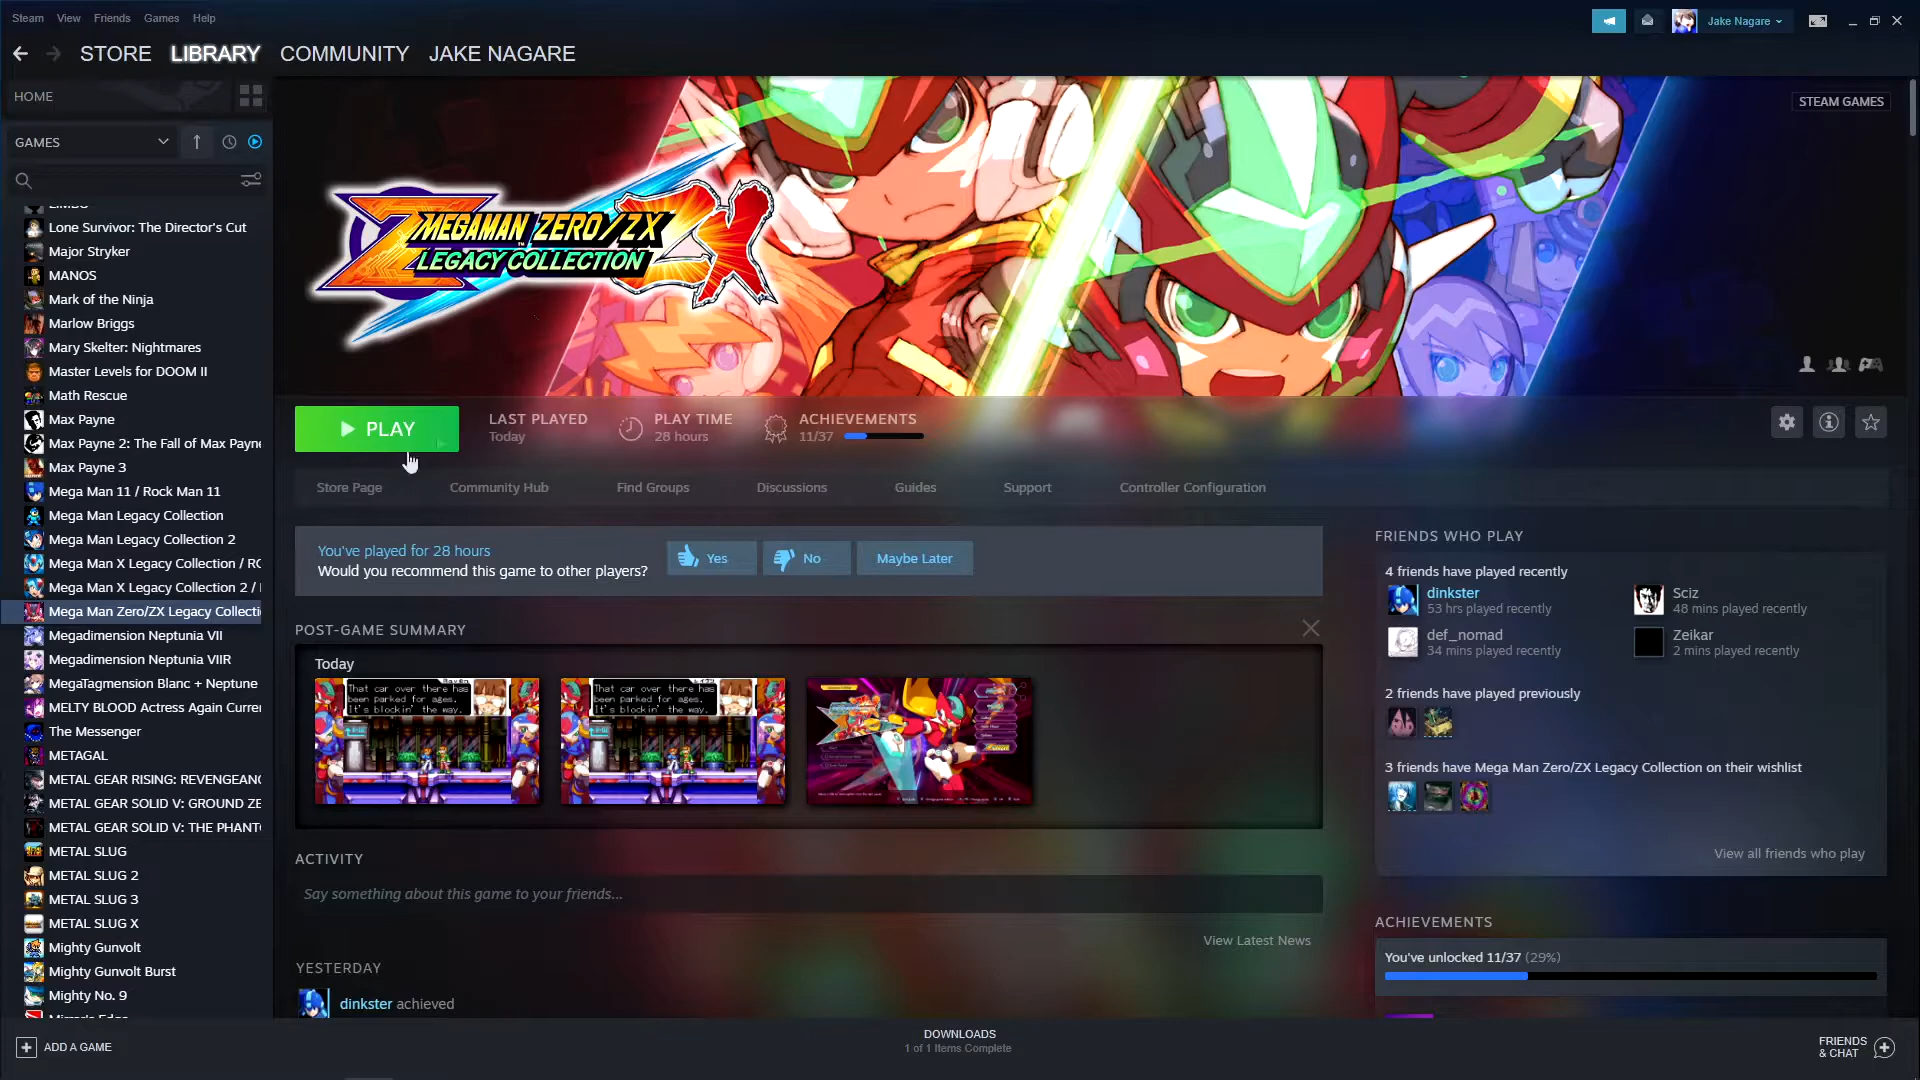 Steam View Friends Games Help
Jake Nagare
STORE LIBRARY COMMUNITY JAKE NAGARE
HOME
STEAM GAMES
GAMES
LIMBO
Lone Survivor: The Director's Cut
Major Stryker
MANOS
Mark of the Ninja
Marlow Briggs
Mary Skelter: Nightmares
Master Levels for DOOM II
Math Rescue
Max Payne
Max Payne 2: The Fall of Max Payne
Max Payne 3
Mega Man 11 / Rock Man 11
Mega Man Legacy Collection
Mega Man Legacy Collection 2
Mega Man X Legacy Collection / RO
Mega Man X Legacy Collection 2 /
Mega Man Zero/ZX Legacy Collecti
Megadimension Neptunia VII
Megadimension Neptunia VIIR
MegaTagmension Blanc + Neptune
MELTY BLOOD Actress Again Curre
The Messenger
METAGAL
METAL GEAR RISING: REVENGEANC
METAL GEAR SOLID V: GROUND ZE
METAL GEAR SOLID V: THE PHANT
METAL SLUG
METAL SLUG 2
METAL SLUG 3
METAL SLUG X
Mighty Gunvolt
Mighty Gunvolt Burst
Mighty No. 9
Mirror's Edge
MEGAMAN ZERO/ZX
LEGACY COLLECTION
PLAY
LAST PLAYED
Today
PLAY TIME
28 hours
ACHIEVEMENTS
11/37
Store Page Community Hub Find Groups Discussions Guides Support Controller Configuration
You've played for 28 hours
Would you recommend this game to other players?
Yes No Maybe Later
POST-GAME SUMMARY
Today
That car over there has
been parked for ages.
It's blockin' the way.
That car over there has
been parked for ages.
It's blockin' the way.
ACTIVITY
Say something about this game to your friends...
View Latest News
YESTERDAY
dinkster achieved
FRIENDS WHO PLAY
4 friends have played recently
dinkster
53 hrs played recently
Sciz
48 mins played recently
def_nomad
34 mins played recently
Zeikar
2 mins played recently
2 friends have played previously
3 friends have Mega Man Zero/ZX Legacy Collection on their wishlist
View all friends who play
ACHIEVEMENTS
You've unlocked 11/37 (29%)
ADD A GAME
DOWNLOADS
1 of 1 Items Complete
FRIENDS
& CHAT